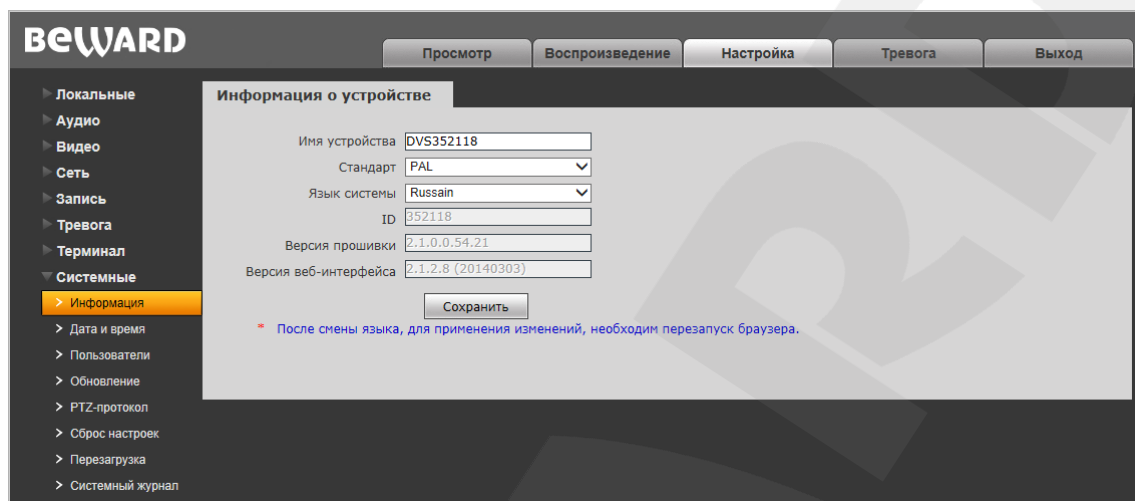 BEWARD
Просмотр
Воспроизведение
Настройка
Тревога
Выход
Локальные
Аудио
Видео
Сеть
Запись
Тревога
Терминал
Системные
Информация
Дата и время
Пользователи
Обновление
PTZ-протокол
Сброс настроек
Перезагрузка
Системный журнал
Информация о устройстве
Имя устройства DVS352118
Стандарт PAL
Язык системы Russain
ID 352118
Версия прошивки 2.1.0.0.54.21
Версия веб-интерфейса 2.1.2.8 (20140303)
Сохранить
* После смены языка, для применения изменений, необходим перезапуск браузера.